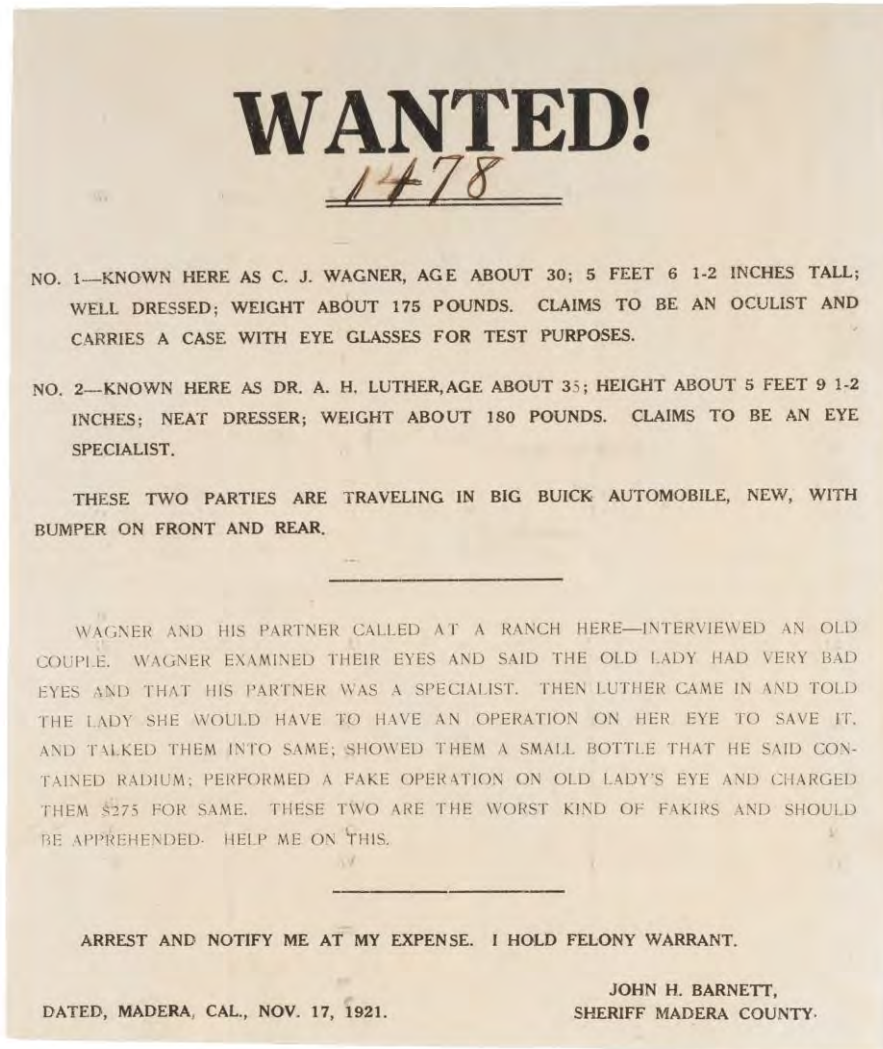 WANTED!
1478
NO. 1—KNOWN HERE AS C. J. WAGNER, AGE ABOUT 30; 5 FEET 6 1-2 INCHES TALL;
WELL DRESSED; WEIGHT ABOUT 175 POUNDS. CLAIMS TO BE AN OCULIST AND
CARRIES A CASE WITH EYE GLASSES FOR TEST PURPOSES.
NO. 2—KNOWN HERE AS DR. A. H. LUTHER, AGE ABOUT 35; HEIGHT ABOUT 5 FEET 9 1-2
INCHES; NEAT DRESSER; WEIGHT ABOUT 180 POUNDS. CLAIMS TO BE AN EYE
SPECIALIST.
THESE TWO PARTIES ARE TRAVELING IN BIG BUICK AUTOMOBILE, NEW, WITH
BUMPER ON FRONT AND REAR.
WAGNER AND HIS PARTNER CALLED AT A RANCH HERE—INTERVIEWED AN OLD
COUPLE. WAGNER EXAMINED THEIR EYES AND SAID THE OLD LADY HAD VERY BAD
EYES AND THAT HIS PARTNER WAS A SPECIALIST. THEN LUTHER CAME IN AND TOLD
THE LADY SHE WOULD HAVE TO HAVE AN OPERATION ON HER EYE TO SAVE IT,
AND TALKED THEM INTO SAME; SHOWED THEM A SMALL BOTTLE THAT HE SAID CON-
TAINED RADIUM; PERFORMED A FAKE OPERATION ON OLD LADY'S EYE AND CHARGED
THEM $275 FOR SAME. THESE TWO ARE THE WORST KIND OF FAKIRS AND SHOULD
BE APPREHENDED. HELP ME ON THIS.
ARREST AND NOTIFY ME AT MY EXPENSE. I HOLD FELONY WARRANT.
JOHN H. BARNETT,
DATED, MADERA, CAL., NOV. 17, 1921. SHERIFF MADERA COUNTY.